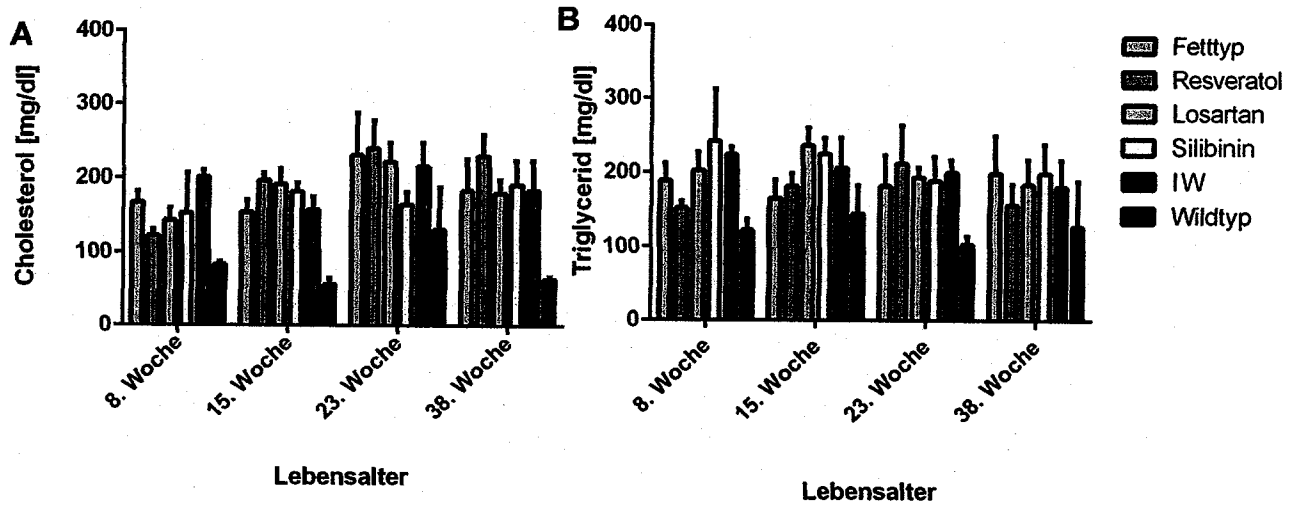 A
Cholesterol [mg/dl]
400
300
200
100
0
8. Woche
15. Woche
23. Woche
38. Woche
Lebensalter
B
Triglycerid [mg/dl]
400
300
200
100
0
8. Woche
15. Woche
23. Woche
38. Woche
Lebensalter
Fetttyp
Resveratol
Losartan
Silibinin
IW
Wildtyp